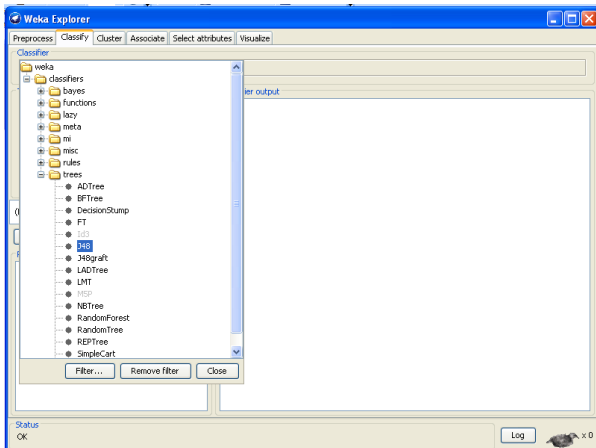 Weka Explorer
Preprocess Classify Cluster Associate Select attributes Visualize
Classifier
weka
classifiers
bayes
functions
lazy
meta
mi
misc
rules
trees
ADTree
BFTree
DecisionStump
FT
Id3
J48
J48graft
LADTree
LMT
M5P
NBTree
RandomForest
RandomTree
REPTree
SimpleCart
Filter... Remove filter Close
ier output
Status
OK
Log x 0